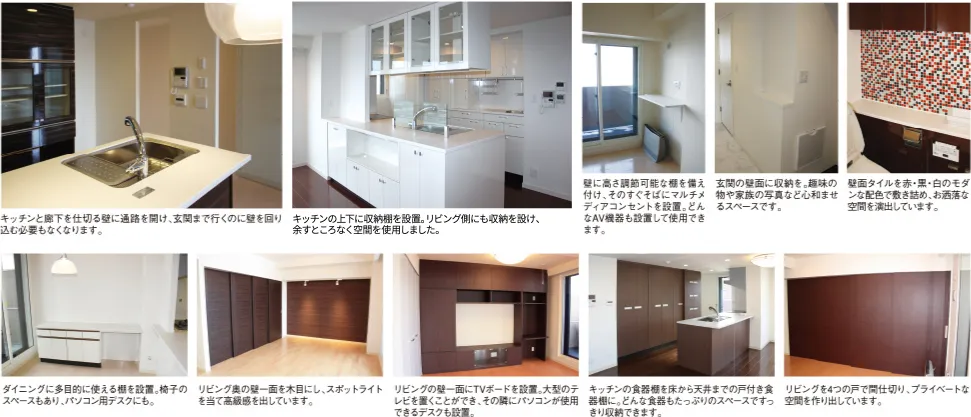 キッチンと廊下を仕切る壁に通路を開け、玄関まで行くのに壁を回り
込む必要もなくなります。
キッチンの上下に収納棚を設置。リビング側にも収納を設け、
余すところなく空間を使用しました。
壁に高さ調節可能な棚を備え
付け、そのすぐそばにマルチメ
ディアコンセントを設置。どん
なAV機器も設置して使用でき
ます。
玄関の壁面に収納を。趣味の
物や家族の写真など心和ませ
るスペースです。
壁面タイルを赤・黒・白のモダ
ンな配色で敷き詰め、お洒落な
空間を演出しています。
ダイニングに多目的に使える棚を設置。椅子の
スペースもあり、パソコン用デスクにも。
リビング奥の壁一面を木目にし、スポットライト
を当て高級感を出しています。
リビングの壁一面にTVボードを設置。大型のテ
レビを置くことができ、その隣にパソコンが使用
できるデスクも設置。
キッチンの食器棚を床から天井までの戸付き食
器棚に。どんな食器もたっぷりのスペースですっ
きり収納できます。
リビングを4つの戸で間仕切り、プライベートな
空間を作り出しています。